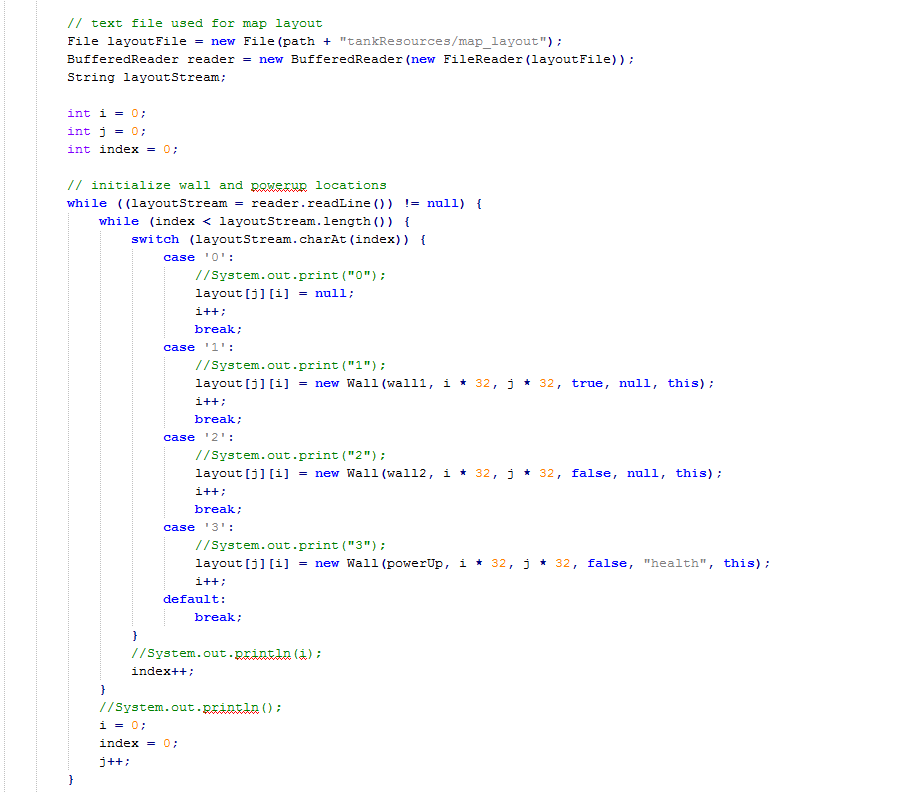 // text file used for map layout
File layoutFile = new File(path + "tankResources/map_layout");
BufferedReader reader = new BufferedReader(new FileReader(layoutFile));
String layoutStream;
int i = 0;
int j = 0;
int index = 0;
// initialize wall and powerup locations
while ((layoutStream = reader.readLine()) != null) {
while (index < layoutStream.length()) {
switch (layoutStream.charAt(index)) {
case '0':
//System.out.print("0");
layout[j][i] = null;
i++;
break;
case '1':
//System.out.print("1");
layout[j][i] = new Wall(wall1, i * 32, j * 32, true, null, this);
i++;
break;
case '2':
//System.out.print("2");
layout[j][i] = new Wall(wall2, i * 32, j * 32, false, null, this);
i++;
break;
case '3':
//System.out.print("3");
layout[j][i] = new Wall(powerUp, i * 32, j * 32, false, "health", this);
i++;
default:
break;
}
//System.out.println(i);
index++;
}
//System.out.println();
i = 0;
index = 0;
j++;
}